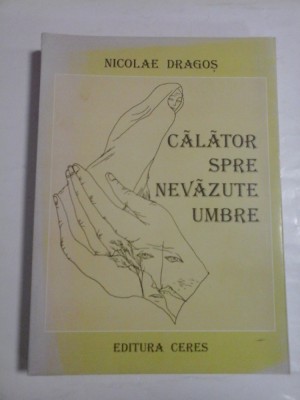 NICOLAE DRAGOȘ
CĂLĂTOR
SPRE
NEVĂZUTE
UMBRE
EDITURA CERES